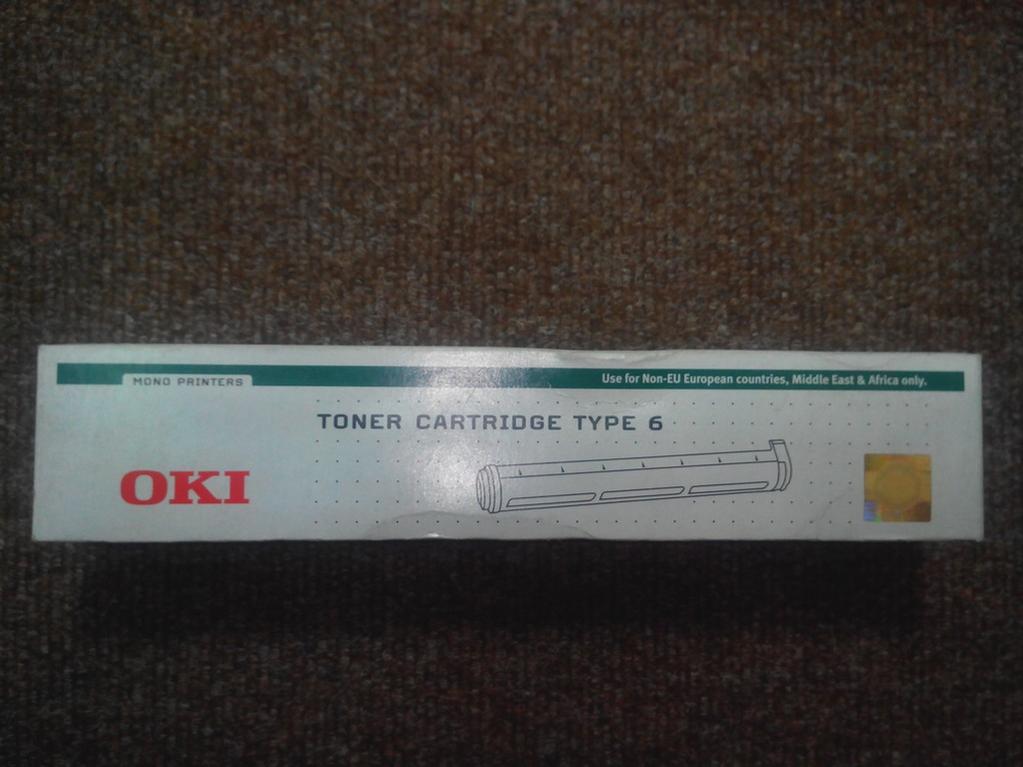 MONO PRINTERS
Use for Non-EU European countries, Middle East & Africa only.
TONER CARTRIDGE TYPE 6
OKI